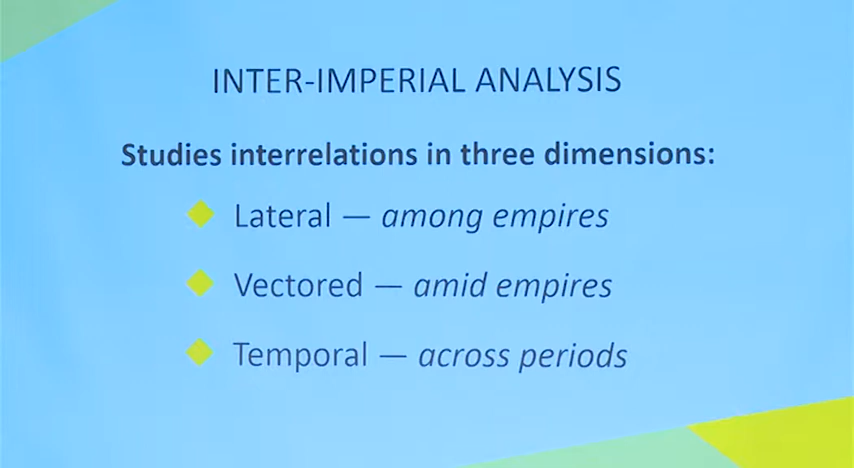 INTER-IMPERIAL ANALYSIS
Studies interrelations in three dimensions:
Lateral — among empires
Vectored — amid empires
Temporal — across periods